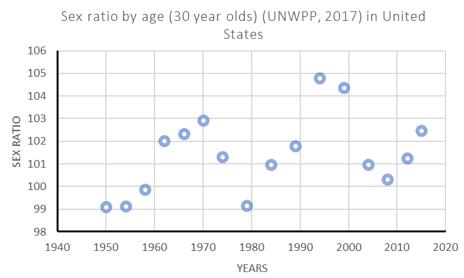 Sex ratio by age (30 year olds) (UNWPP, 2017) in United
States
106
105
104
103
102
101
100
99
98
SEX RATIO
1940 1950 1960 1970 1980 1990 2000 2010 2020
YEARS